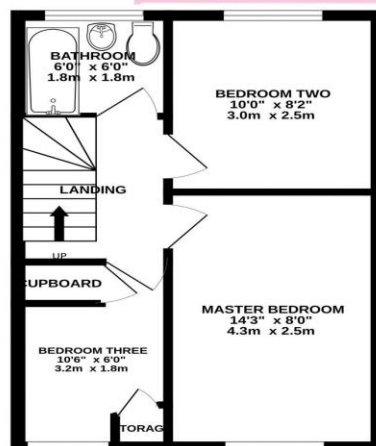 BATHROOM
6'0" x 6'0"
1.8m x 1.8m
BEDROOM TWO
10'0" x 8'2"
3.0m x 2.5m
LANDING
UP
CUPBOARD
MASTER BEDROOM
14'3" x 8'0"
4.3m x 2.5m
BEDROOM THREE
10'6" x 6'0"
3.2m x 1.8m
TORAG